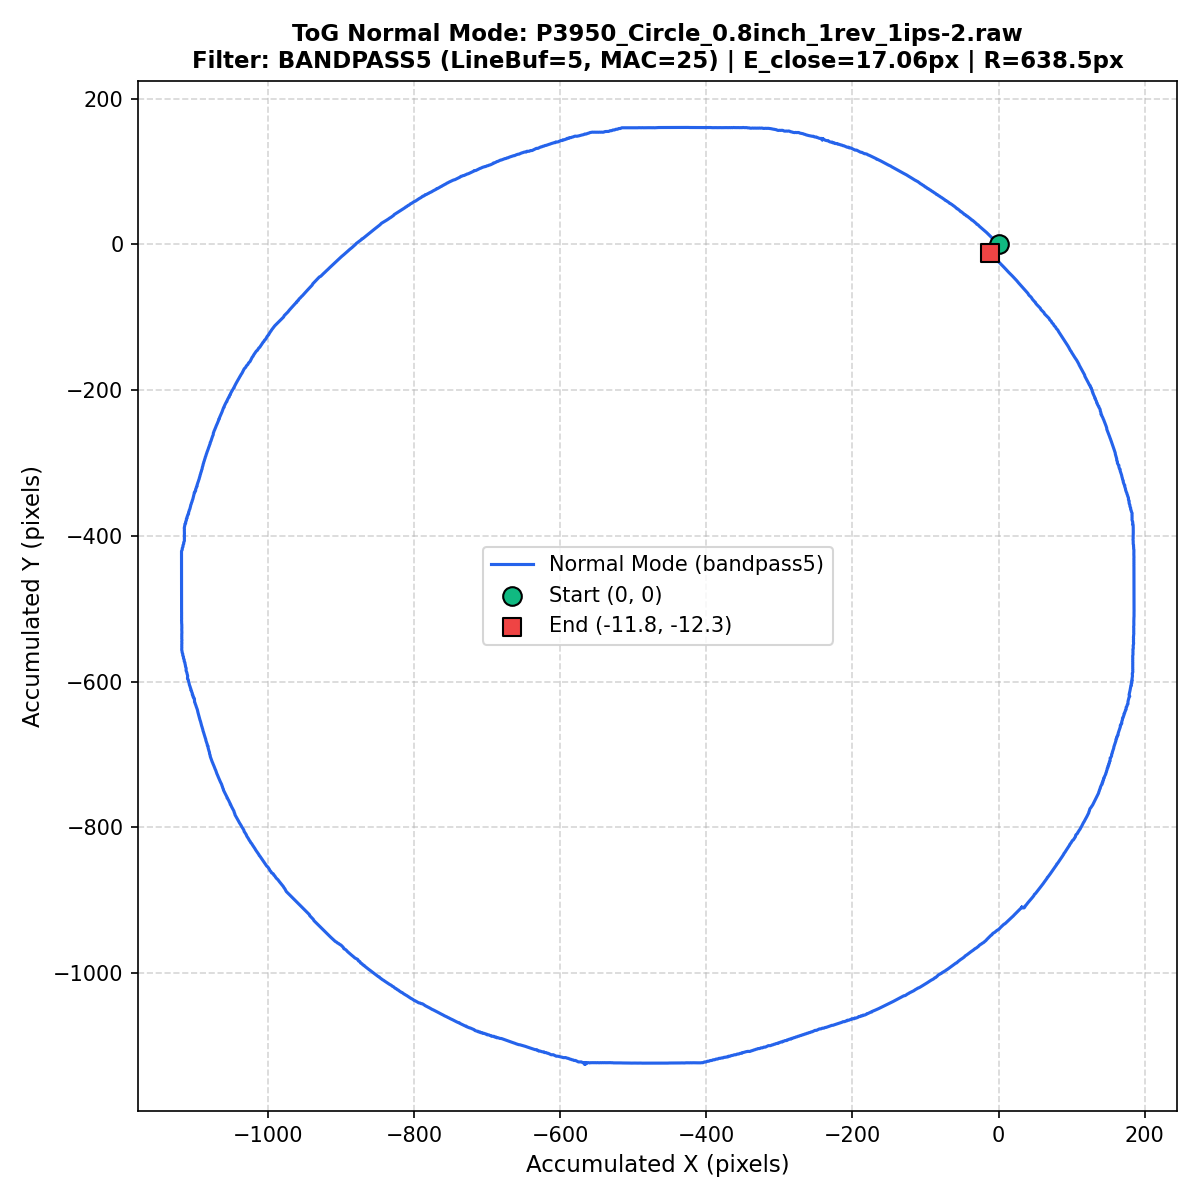 ToG Normal Mode: P3950_Circle_0.8inch_1rev_1ips-2.raw
Filter: BANDPASS5 (LineBuf=5, MAC=25) | E_close=17.06px | R=638.5px
200
0
−200
−400
−600
−800
−1000
Accumulated Y (pixels)
Normal Mode (bandpass5)
Start (0, 0)
End (-11.8, -12.3)
−1000
−800
−600
−400
−200
0
200
Accumulated X (pixels)